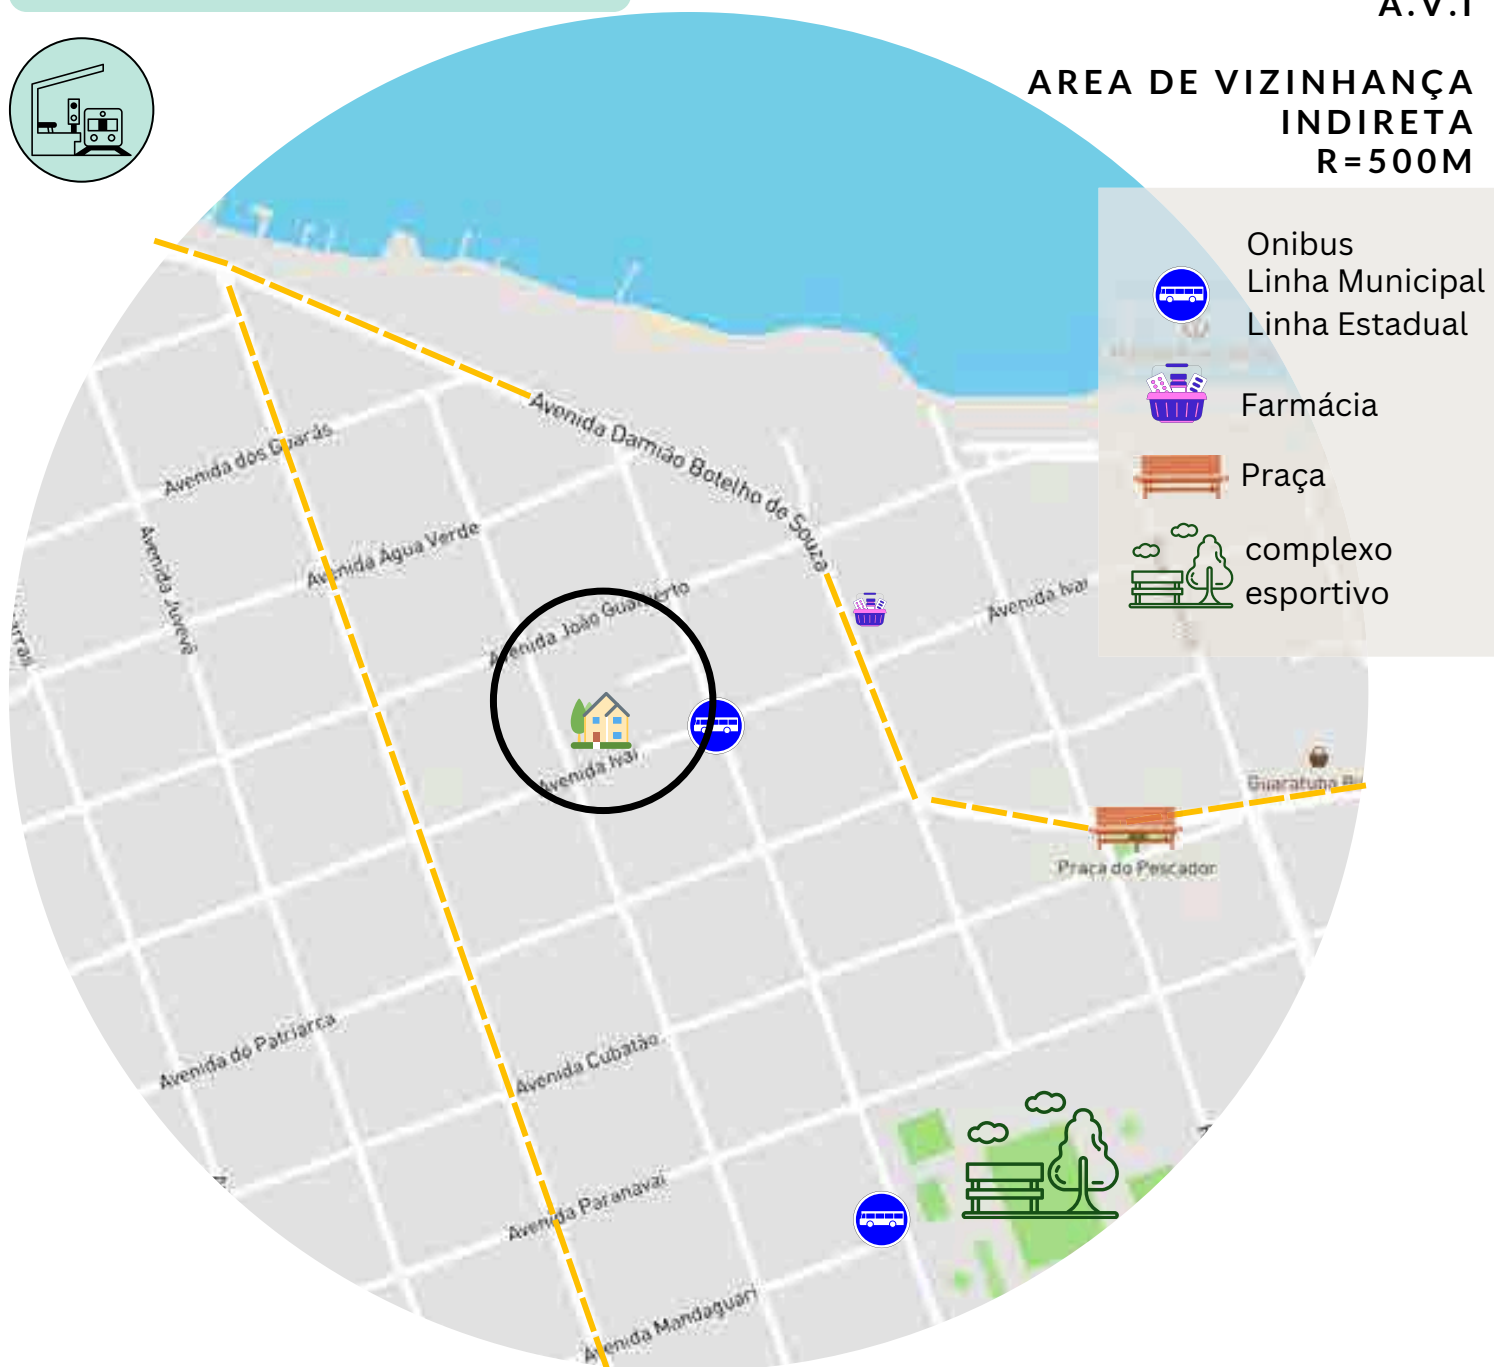 A.V.I
AREA DE VIZINHANÇA
INDIRETA
R=500M
Onibus
Linha Municipal
Linha Estadual
Farmácia
Praça
complexo
esportivo
Avenida Damião Botelho de Souza
Avenida dos Guarás
Avenida Água Verde
Avenida Juvevê
Avenida João Gualberto
Avenida Ivaí
Avenida Ivaí
Guaratuba
Praça do Pescador
Avenida do Patriarca
Avenida Cubatão
Avenida Paranavaí
Avenida Mandaguari